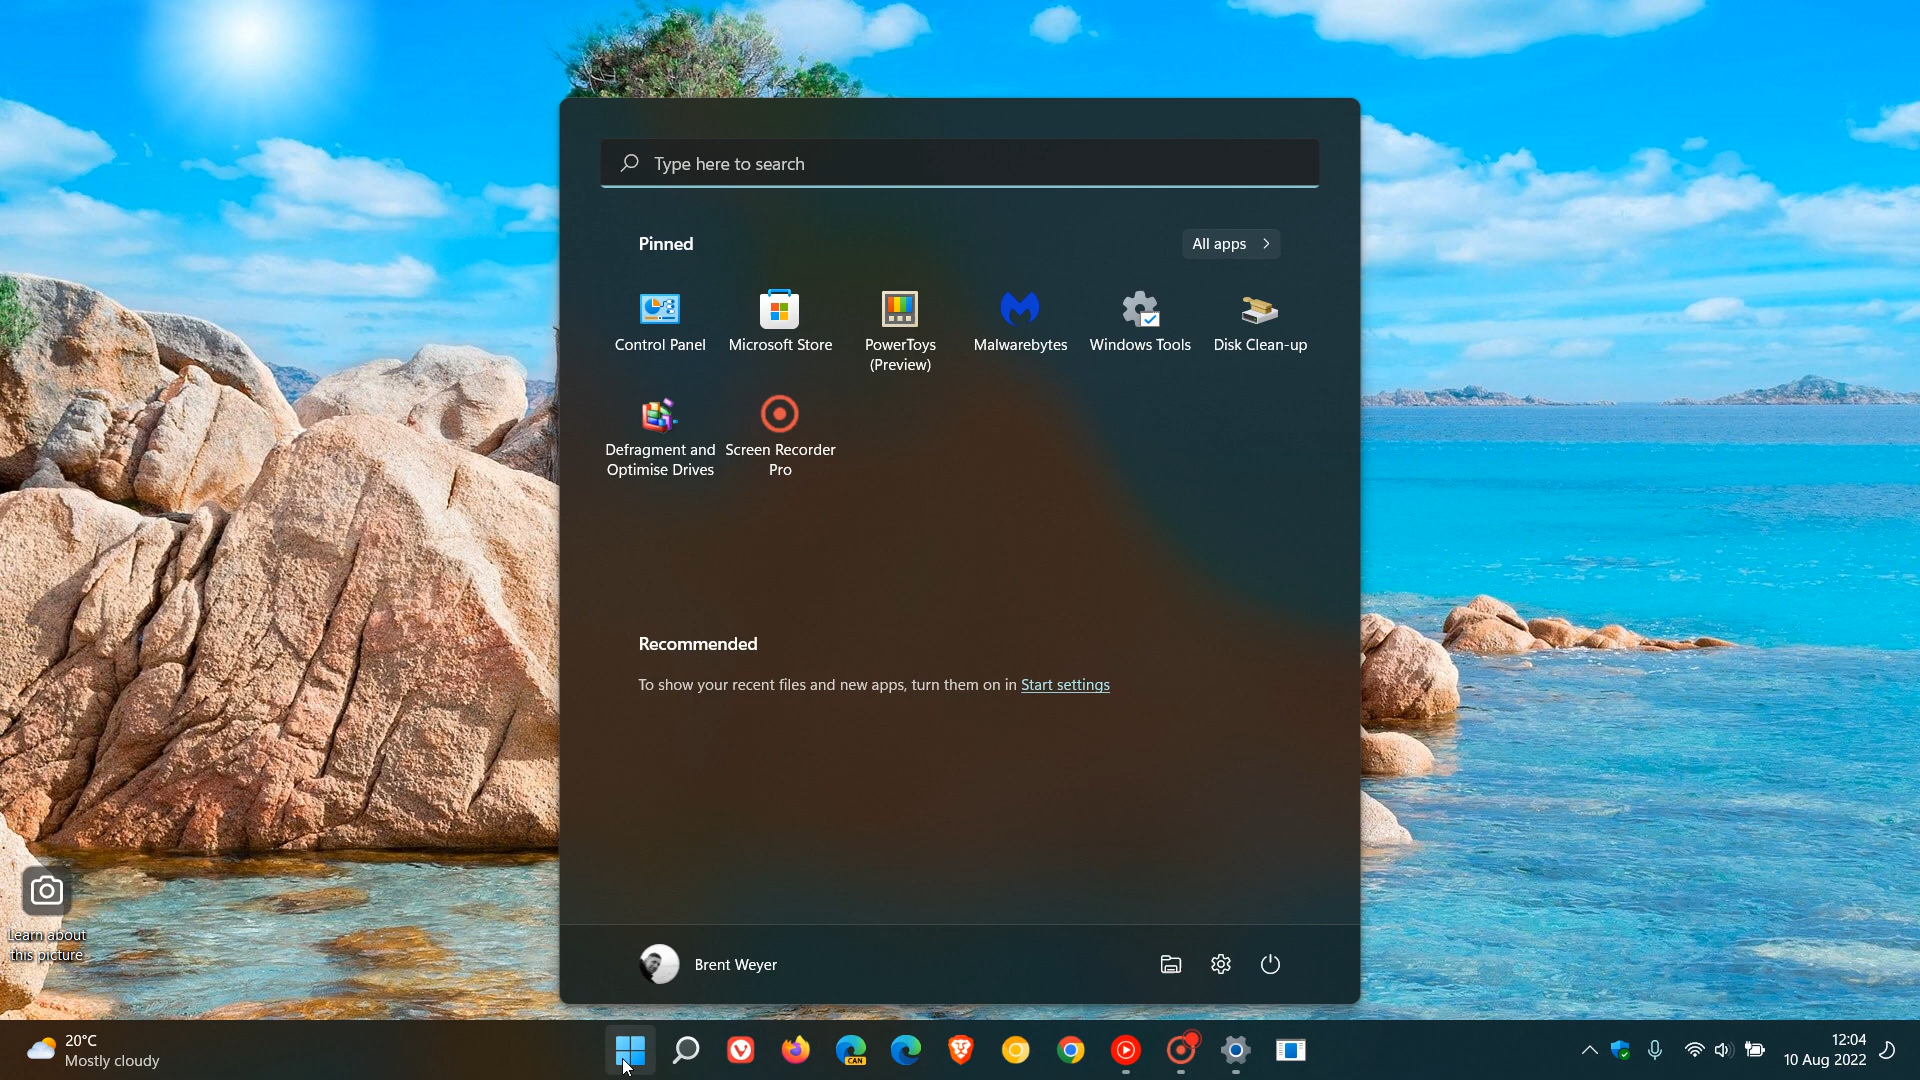 Type here to search
Pinned
All apps
Control Panel
Microsoft Store
PowerToys
(Preview)
Malwarebytes
Windows Tools
Disk Clean-up
Defragment and
Optimise Drives
Screen Recorder
Pro
Recommended
To show your recent files and new apps, turn them on in Start settings
Learn about
this picture
Brent Weyer
20°C
Mostly cloudy
CAN
12:04
10 Aug 2022